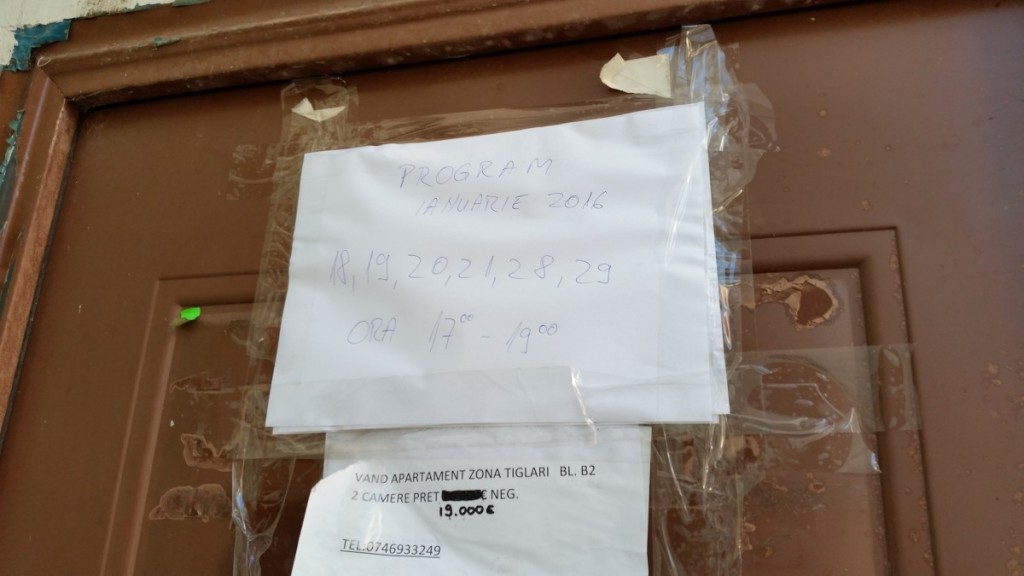 PROGRAM
IANUARIE 2016
18, 19, 20, 21, 28, 29
ORA 17⁰⁰ - 19⁰⁰
VAND APARTAMENT ZONA TIGLARI BL. B2
2 CAMERE PRET € NEG.
19.000€
TEL:0746933249